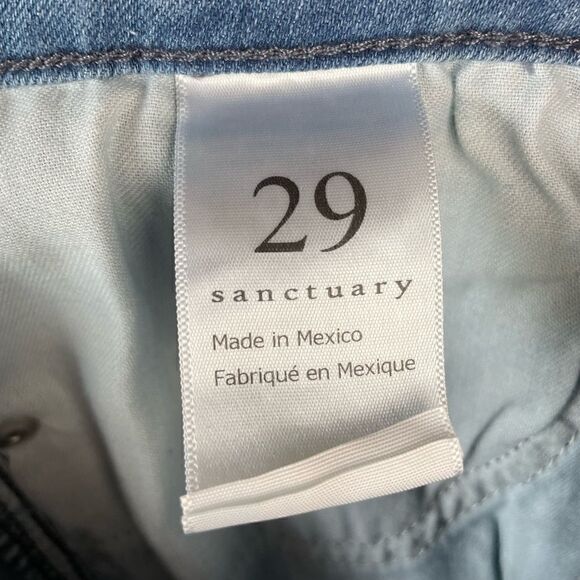 29
sanctuary
Made in Mexico
Fabriqué en Mexique